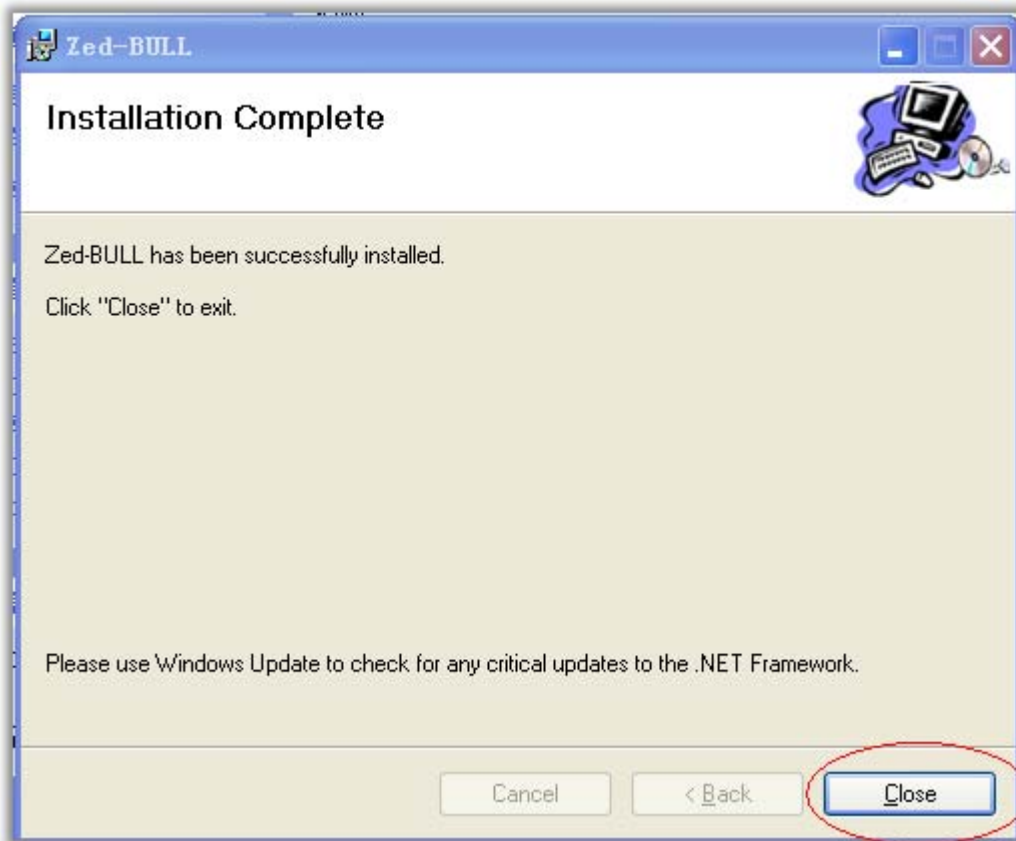 Zed-BULL
Installation Complete
Zed-BULL has been successfully installed.
Click "Close" to exit.
Please use Windows Update to check for any critical updates to the .NET Framework.
Cancel
< Back
Close